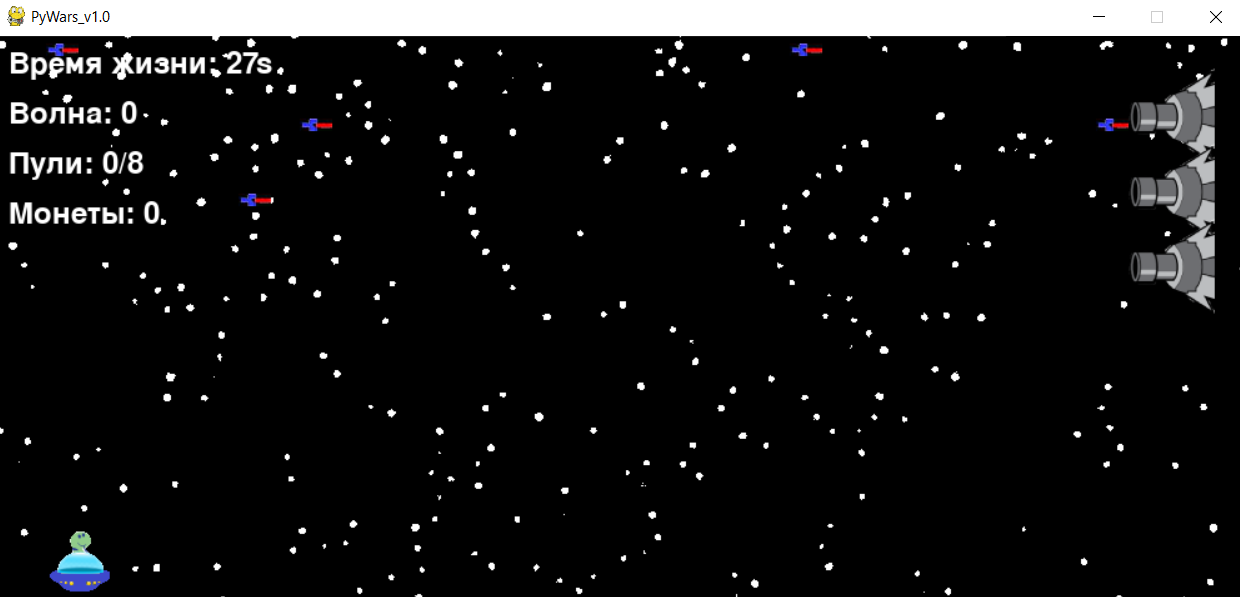 PyWars_v1.0
Время жизни: 27s
Волна: 0
Пули: 0/8
Монеты: 0